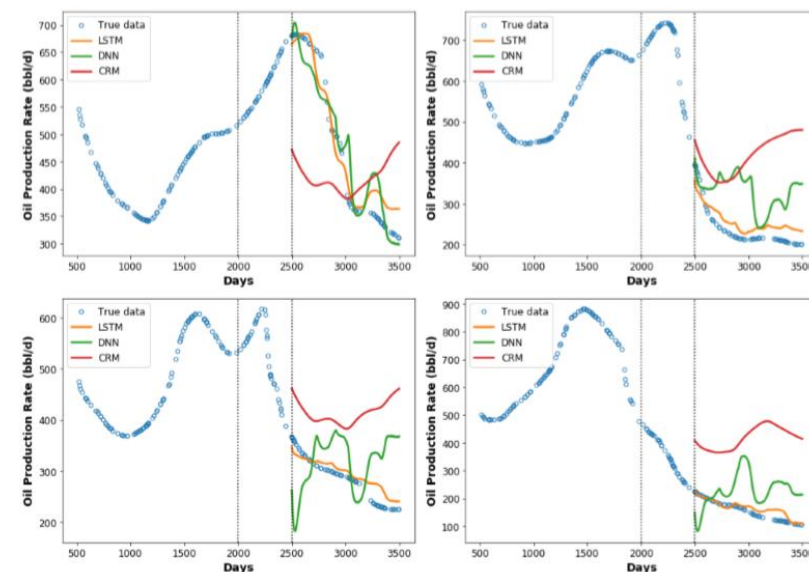 700
650
600
550
500
450
400
350
300
Oil Production Rate (bbl/d)
True data
LSTM
DNN
CRM
500 1000 1500 2000 2500 3000 3500
Days
700
600
500
400
300
200
Oil Production Rate (bbl/d)
True data
LSTM
DNN
CRM
500 1000 1500 2000 2500 3000 3500
Days
600
500
400
300
200
Oil Production Rate (bbl/d)
True data
LSTM
DNN
CRM
500 1000 1500 2000 2500 3000 3500
Days
900
800
700
600
500
400
300
200
100
Oil Production Rate (bbl/d)
True data
LSTM
DNN
CRM
500 1000 1500 2000 2500 3000 3500
Days